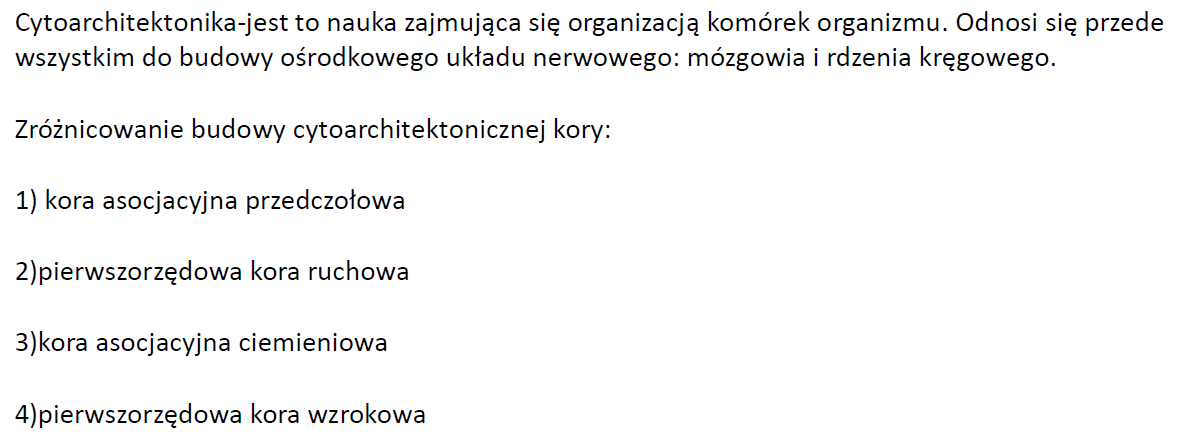 Cytoarchitektonika-jest to nauka zajmująca się organizacją komórek organizmu. Odnosi się przede
wszystkim do budowy ośrodkowego układu nerwowego: mózgowia i rdzenia kręgowego.
Zróżnicowanie budowy cytoarchitektonicznej kory:
1) kora asocjacyjna przedczołowa
2)pierwszorzędowa kora ruchowa
3)kora asocjacyjna ciemieniowa
4)pierwszorzędowa kora wzrokowa